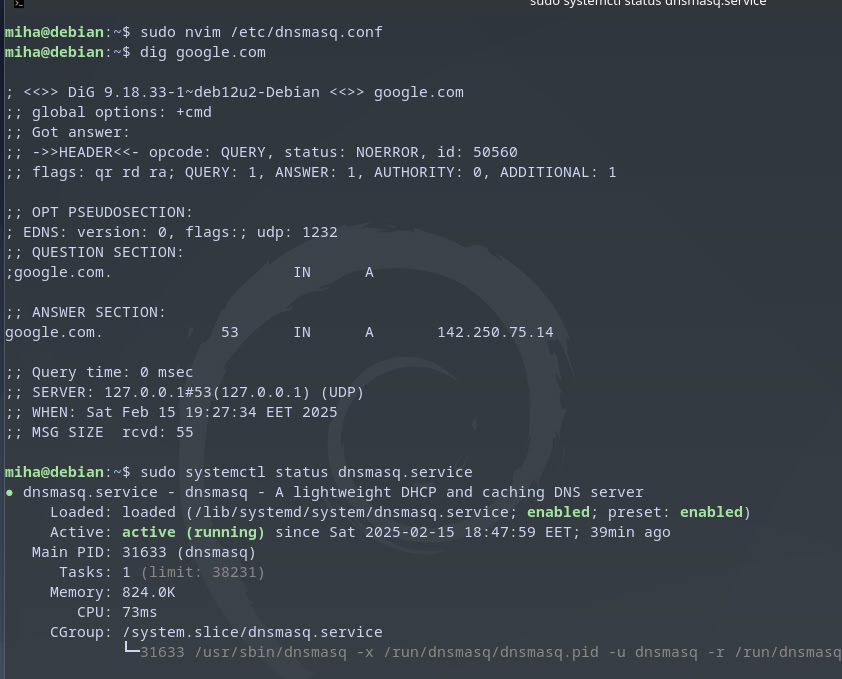 sudo systemctl status dnsmasq.service
miha@debian:~$ sudo nvim /etc/dnsmasq.conf
miha@debian:~$ dig google.com
; <<>> DiG 9.18.33-1~deb12u2-Debian <<>> google.com
;; global options: +cmd
;; Got answer:
;; ->>HEADER<<- opcode: QUERY, status: NOERROR, id: 50560
;; flags: qr rd ra; QUERY: 1, ANSWER: 1, AUTHORITY: 0, ADDITIONAL: 1
;; OPT PSEUDOSECTION:
; EDNS: version: 0, flags:; udp: 1232
;; QUESTION SECTION:
;google.com. IN A
;; ANSWER SECTION:
google.com. 53 IN A 142.250.75.14
;; Query time: 0 msec
;; SERVER: 127.0.0.1#53(127.0.0.1) (UDP)
;; WHEN: Sat Feb 15 19:27:34 EET 2025
;; MSG SIZE rcvd: 55
miha@debian:~$ sudo systemctl status dnsmasq.service
● dnsmasq.service - dnsmasq - A lightweight DHCP and caching DNS server
Loaded: loaded (/lib/systemd/system/dnsmasq.service; enabled; preset: enabled)
Active: active (running) since Sat 2025-02-15 18:47:59 EET; 39min ago
Main PID: 31633 (dnsmasq)
Tasks: 1 (limit: 38231)
Memory: 824.0K
CPU: 73ms
CGroup: /system.slice/dnsmasq.service
└─31633 /usr/sbin/dnsmasq -x /run/dnsmasq/dnsmasq.pid -u dnsmasq -r /run/dnsmasq